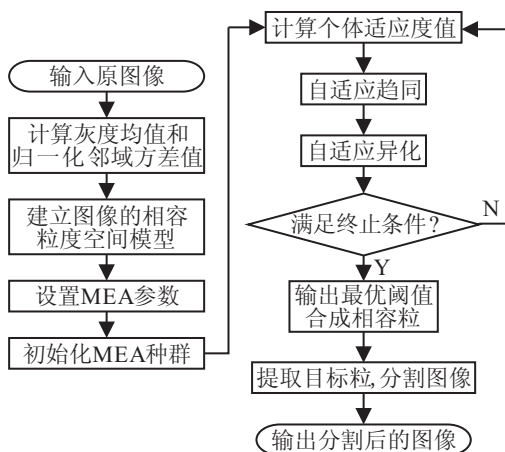 输入原图像
计算灰度均值和
归一化邻域方差值
建立图像的相容
粒度空间模型
设置MEA参数
初始化MEA种群
计算个体适应度值
自适应趋同
自适应异化
满足终止条件?
N
Y
输出最优阈值
合成相容粒
提取目标粒,分割图像
输出分割后的图像